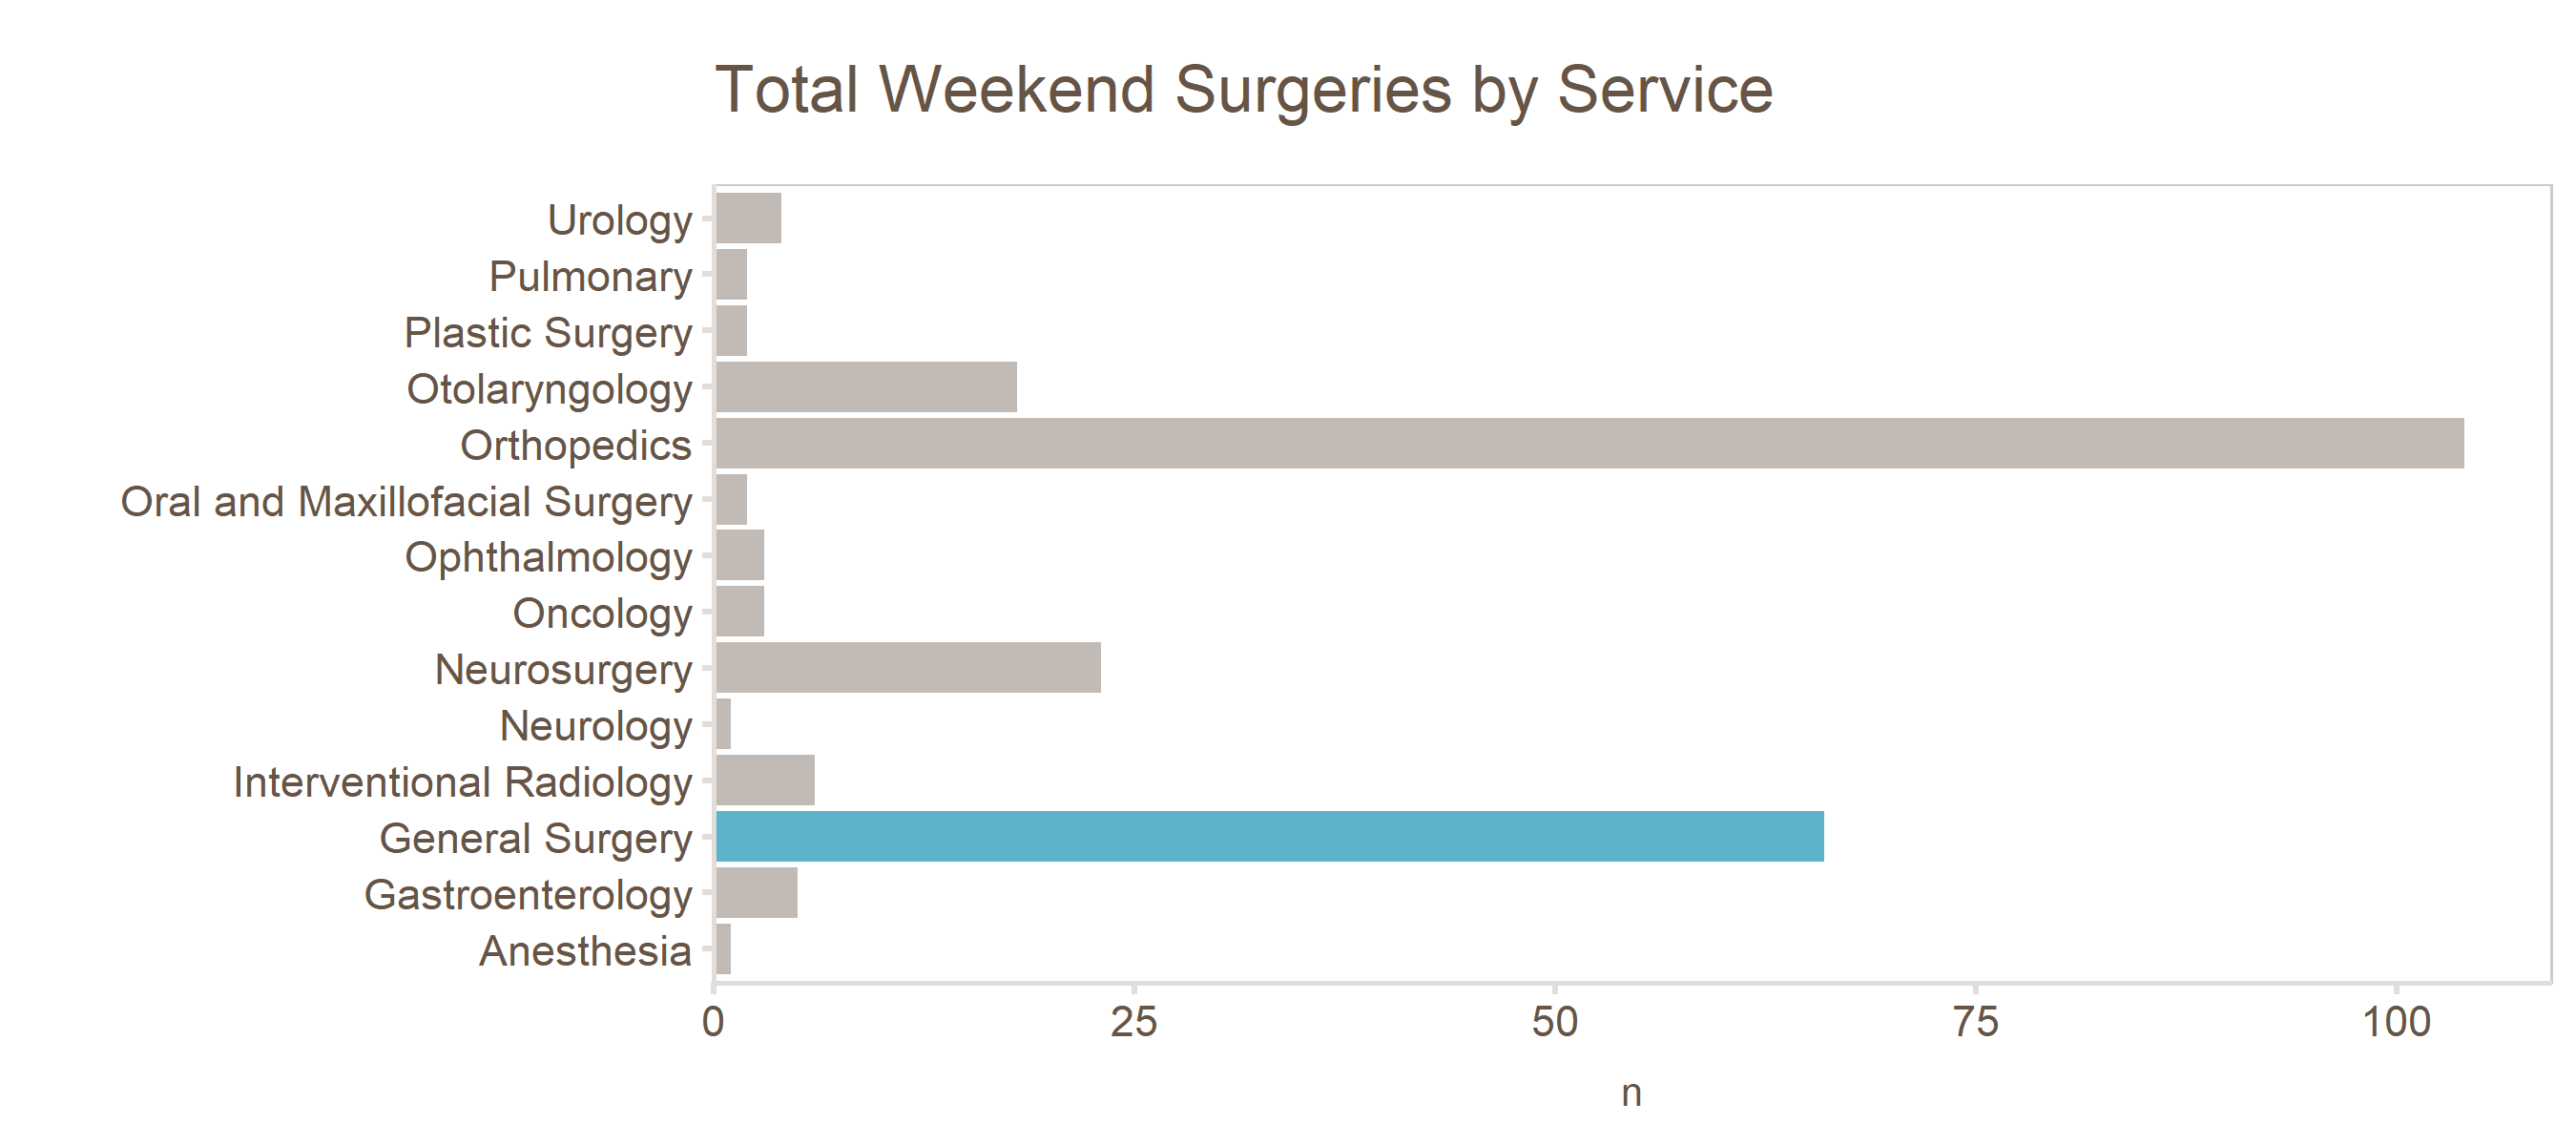 Total Weekend Surgeries by Service
Urology
Pulmonary
Plastic Surgery
Otolaryngology
Orthopedics
Oral and Maxillofacial Surgery
Ophthalmology
Oncology
Neurosurgery
Neurology
Interventional Radiology
General Surgery
Gastroenterology
Anesthesia
0 25 50 75 100
n